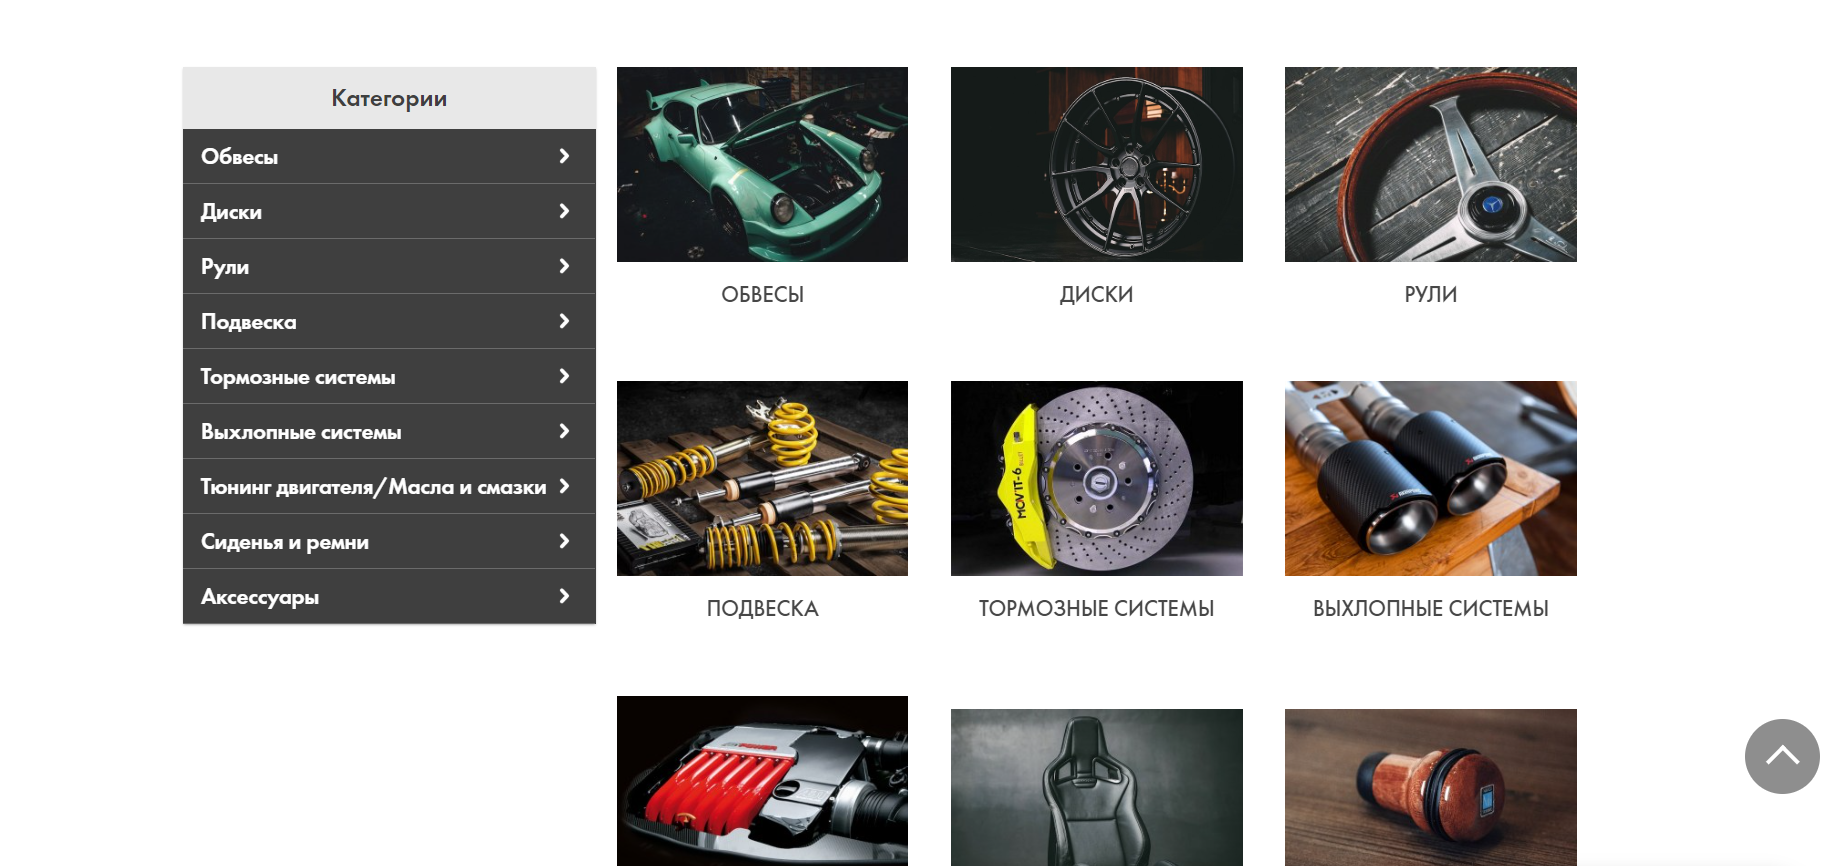 Категории
Обвесы
Диски
Рули
Подвеска
Тормозные системы
Выхлопные системы
Тюнинг двигателя/Масла и смазки
Сиденья и ремни
Аксессуары
ОБВЕСЫ
ДИСКИ
РУЛИ
MOVIT-6
ПОДВЕСКА
ТОРМОЗНЫЕ СИСТЕМЫ
ВЫХЛОПНЫЕ СИСТЕМЫ